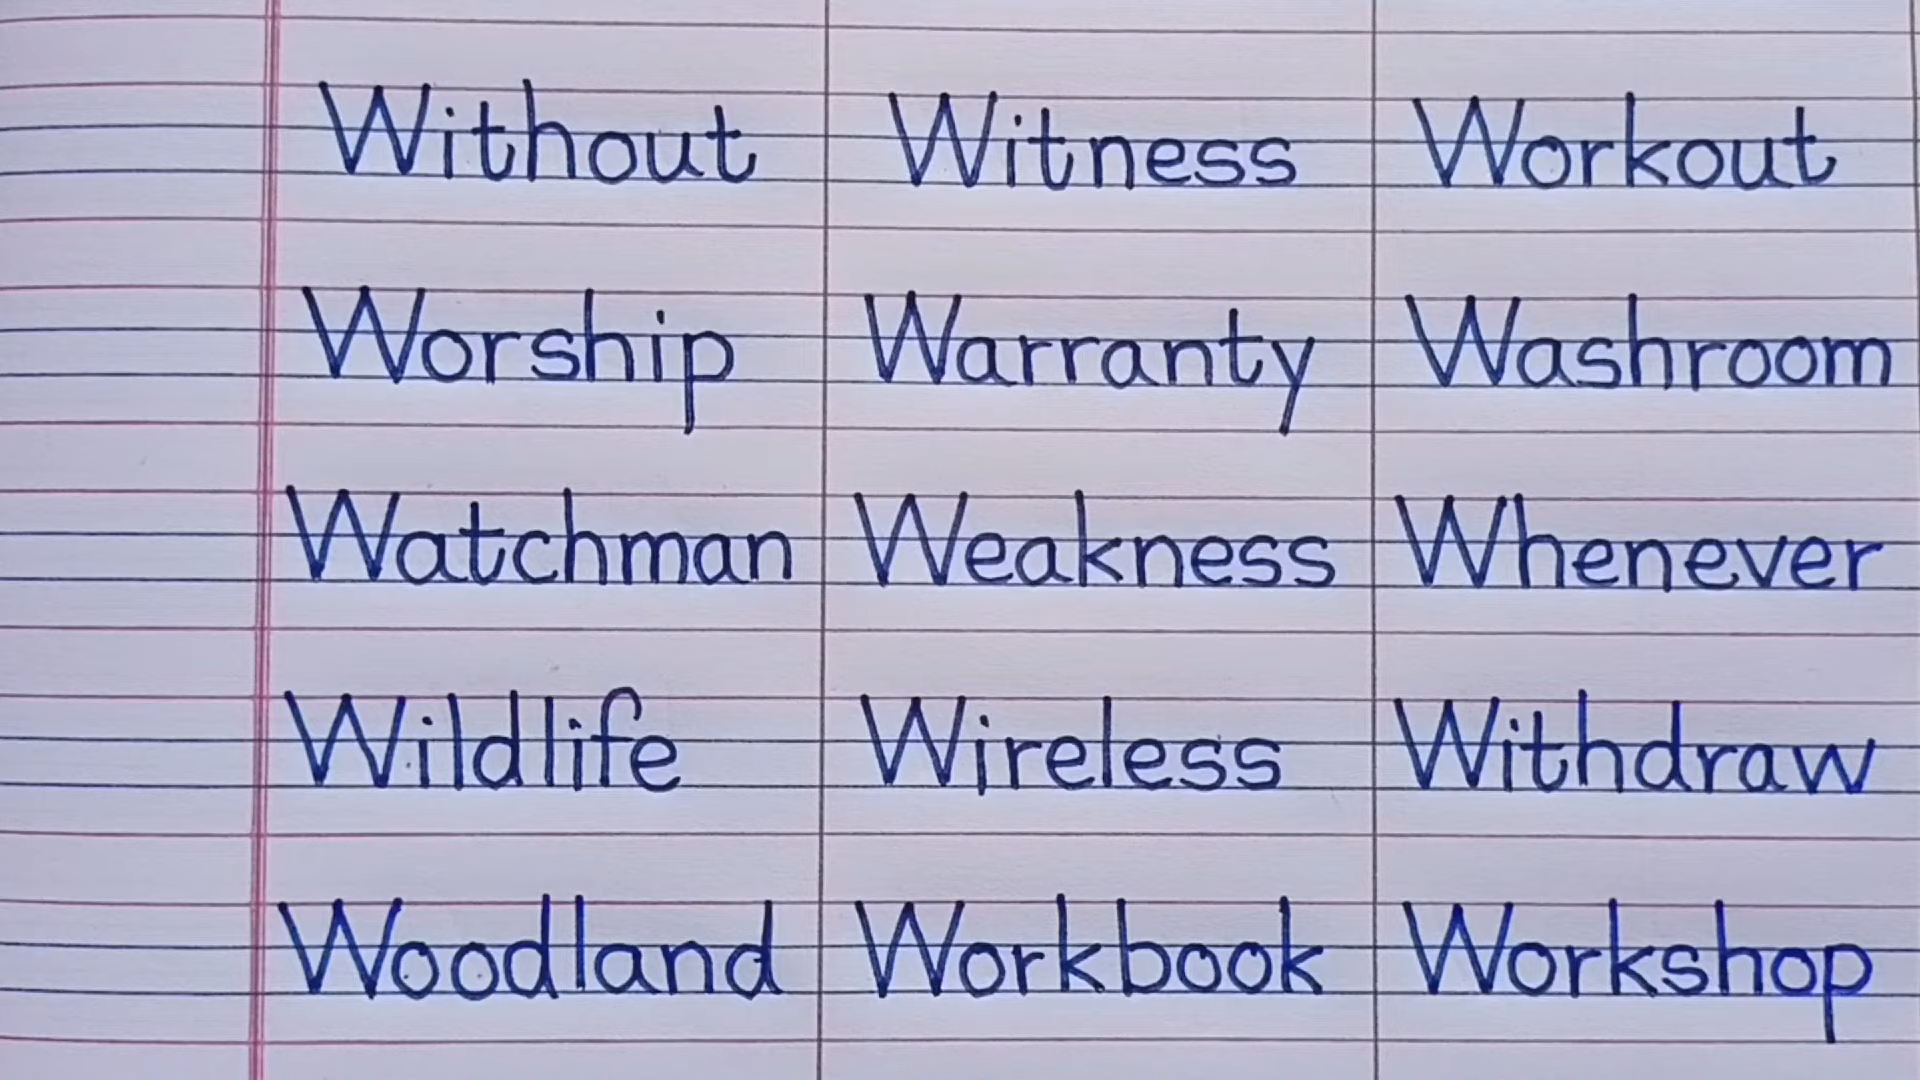 Without Witness Workout
Worship Warranty Washroom
Watchman Weakness Whenever
Wildlife Wireless Withdraw
Woodland Workbook Workshop